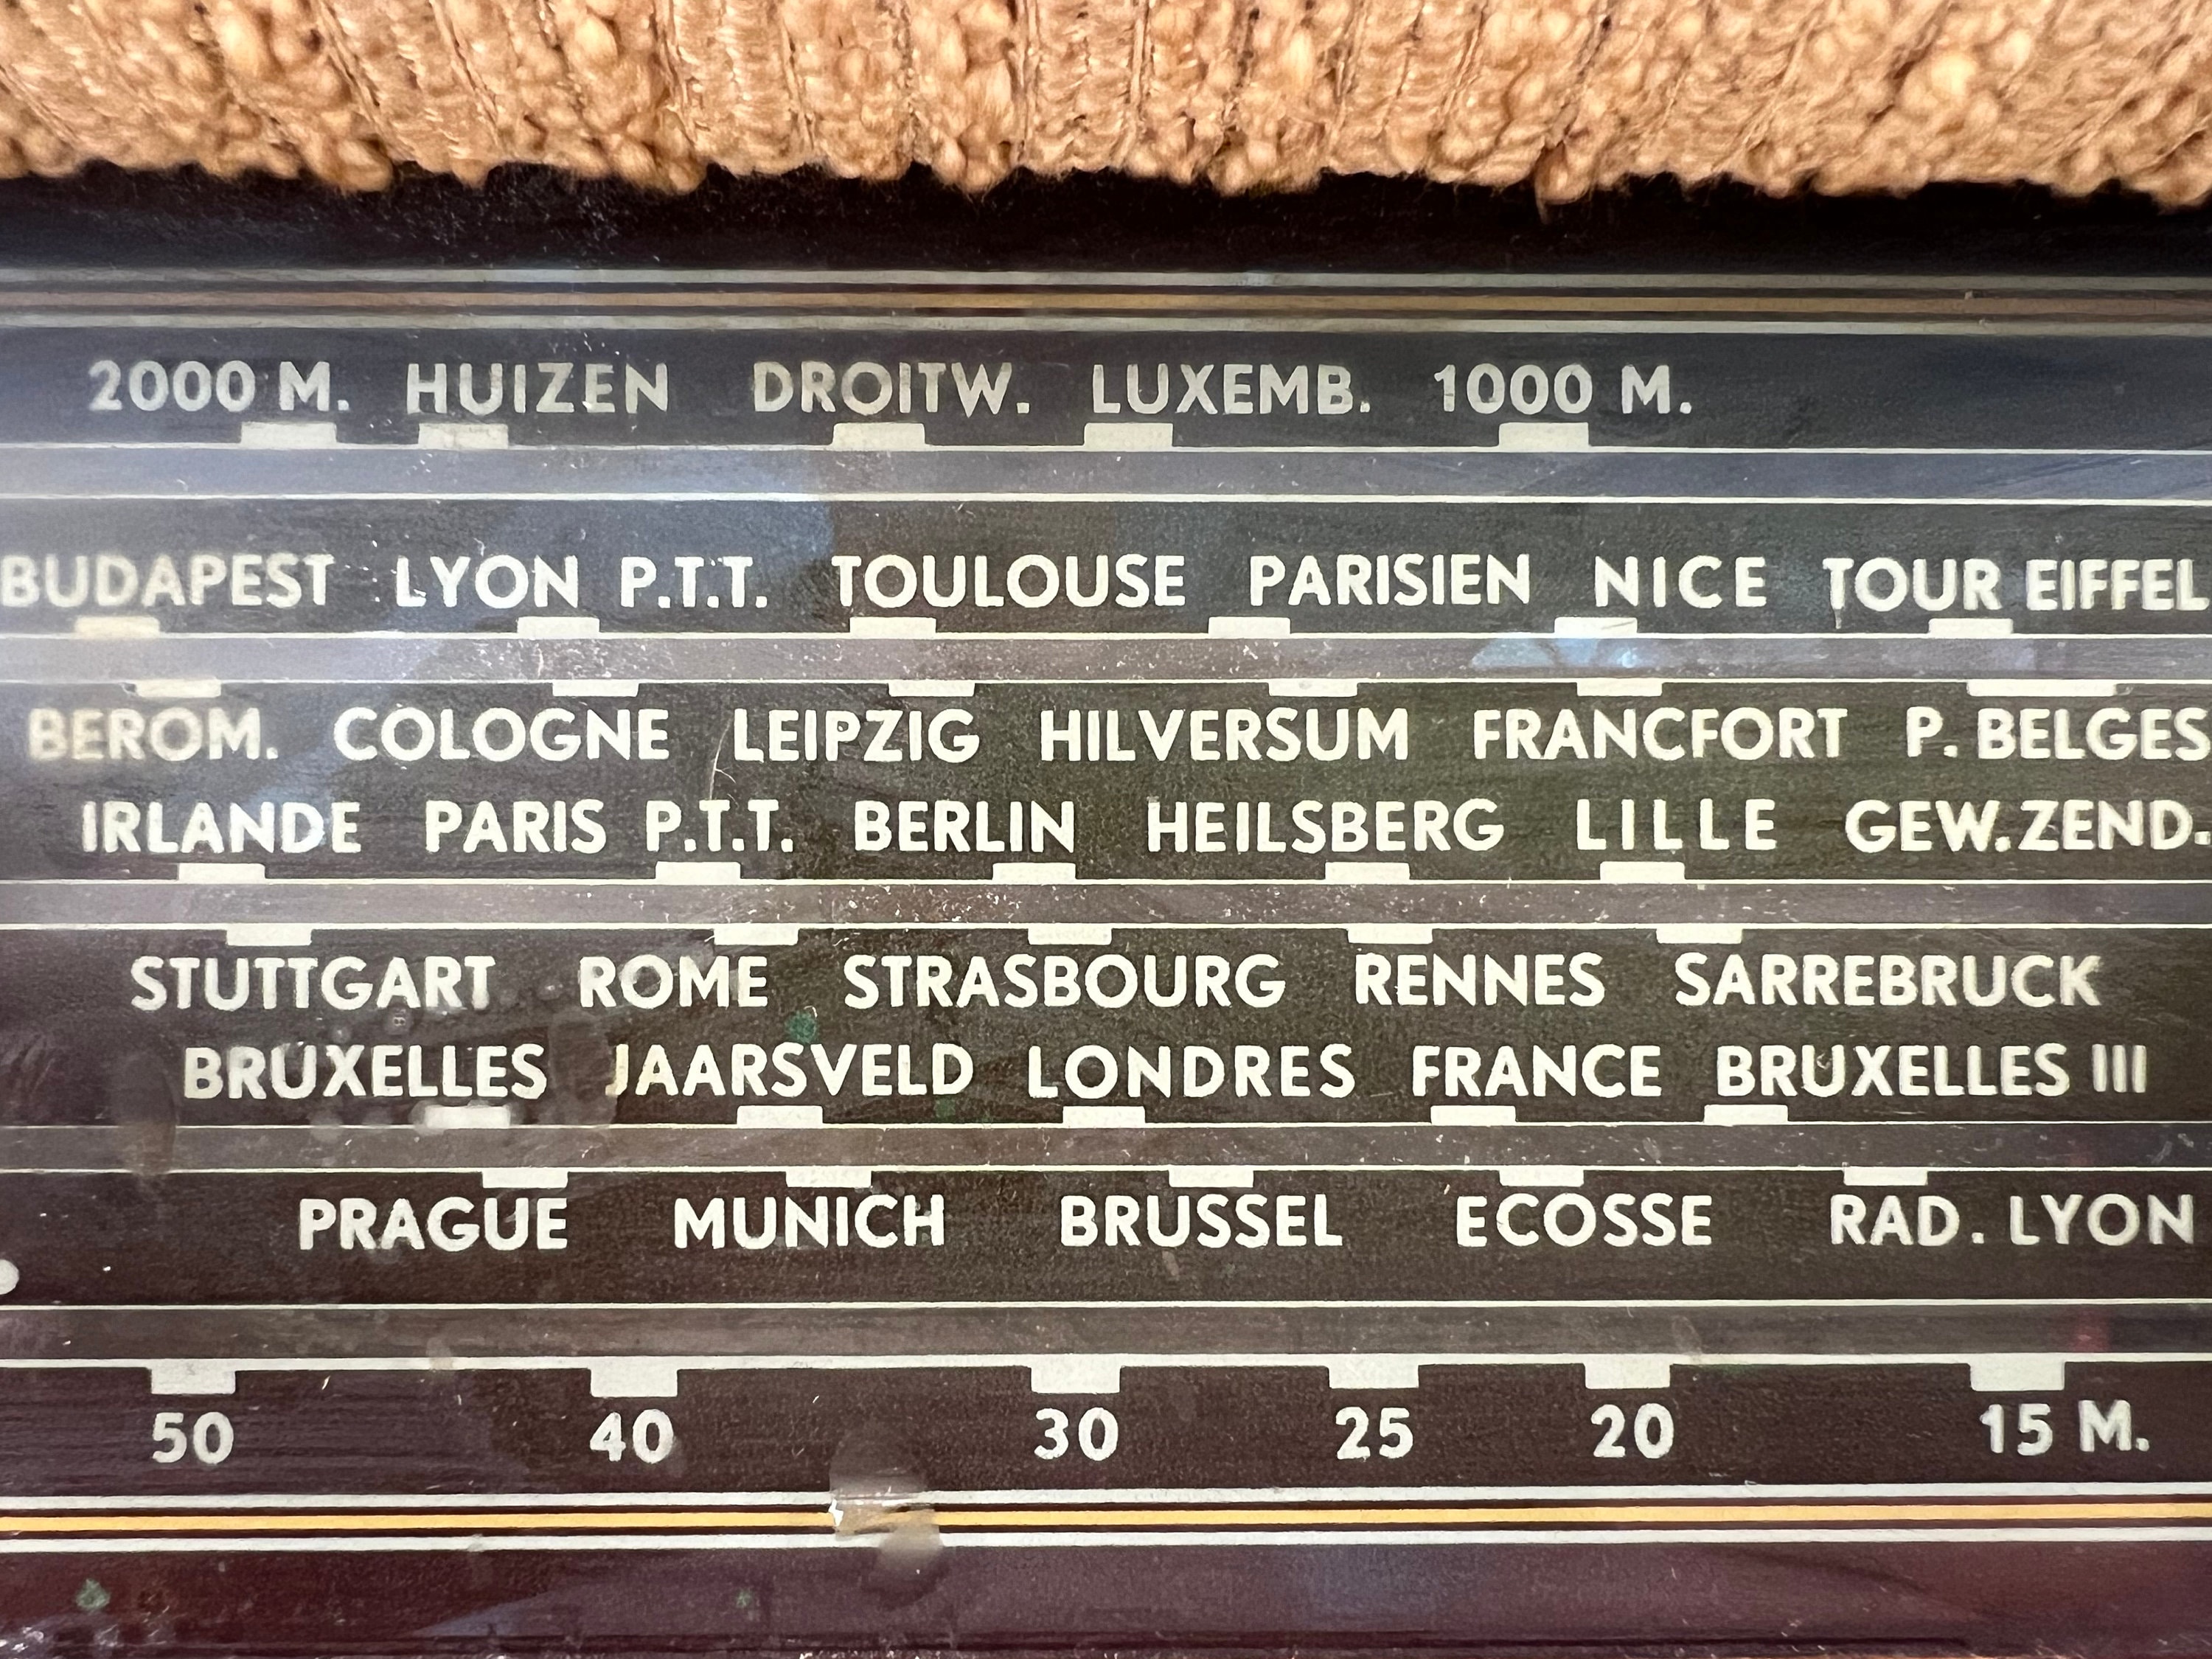 2000 M. HUIZEN DROITW. LUXEMB. 1000 M.
BUDAPEST LYON P.T.T. TOULOUSE PARISIEN NICE TOUR EIFFEL
BEROM. COLOGNE LEIPZIG HILVERSUM FRANCFORT P. BELGES
IRLANDE PARIS P.T.T. BERLIN HEILSBERG LILLE GEW.ZEND.
STUTTGART ROME STRASBOURG RENNES SARREBRUCK
BRUXELLES JAARSVELD LONDRES FRANCE BRUXELLES III
PRAGUE MUNICH BRUSSEL ECOSSE RAD. LYON
50 40 30 25 20 15 M.